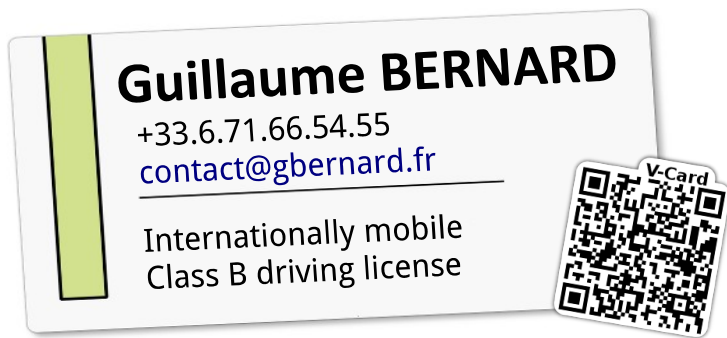 Guillaume BERNARD
+33.6.71.66.54.55
contact@gbernard.fr
Internationally mobile
Class B driving license
V-Card